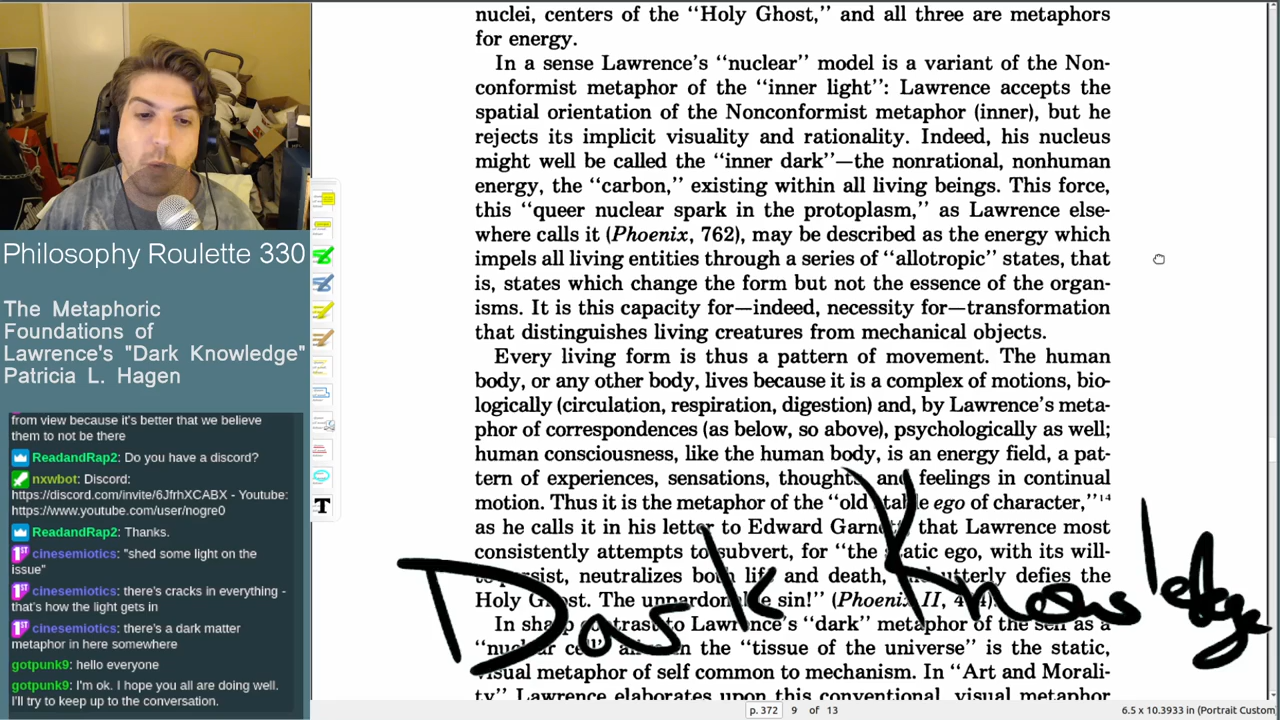 nuclei, centers of the “Holy Ghost,” and all three are metaphors
for energy.
In a sense Lawrence’s “nuclear” model is a variant of the Non-
conformist metaphor of the “inner light”: Lawrence accepts the
spatial orientation of the Nonconformist metaphor (inner), but he
rejects its implicit visuality and rationality. Indeed, his nucleus
might well be called the “inner dark”—the nonrational, nonhuman
energy, the “carbon,” existing within all living beings. This force,
this “queer nuclear spark in the protoplasm,” as Lawrence else-
where calls it (Phoenix, 762), may be described as the energy which
impels all living entities through a series of “allotropic” states, that
is, states which change the form but not the essence of the organ-
isms. It is this capacity for—indeed, necessity for—transformation
that distinguishes living creatures from mechanical objects.
Every living form is thus a pattern of movement. The human
body, or any other body, lives because it is a complex of motions, bio-
logically (circulation, respiration, digestion) and, by Lawrence’s meta-
phor of correspondences (as below, so above), psychologically as well;
human consciousness, like the human body, is an energy field, a pat-
tern of experiences, sensations, thoughts, and feelings in continual
motion. Thus it is the metaphor of the “old stable ego of character,”¹⁴
as he calls it in his letter to Edward Garnett, that Lawrence most
consistently attempts to subvert, for “the static ego, with its will-
to-persist, neutralizes both life and death, and utterly defies the
Holy Ghost. The unpardonable sin!” (Phoenix II,
In sharp contrast to Lawrence’s “dark” metaphor of the self as a
“nuclear cell” alive in the “tissue of the universe” is the static,
visual metaphor of self common to mechanism. In “Art and Morali-
ty” Lawrence elaborates upon this conventional, visual metaphor
Dark Knowledge
Philosophy Roulette 330
The Metaphoric
Foundations of
Lawrence's "Dark Knowledge"
Patricia L. Hagen
from view because it's better that we believe
them to not be there
ReadandRap2: Do you have a discord?
nxwbot: Discord:
https://discord.com/invite/6JfrhXCABX - Youtube:
https://www.youtube.com/user/nogre0
ReadandRap2: Thanks.
cinesemiotics: "shed some light on the
issue"
cinesemiotics: there's cracks in everything -
that's how the light gets in
cinesemiotics: there's a dark matter
metaphor in here somewhere
gotpunk9: hello everyone
gotpunk9: I'm ok. I hope you all are doing well.
I'll try to keep up to the conversation.
T
p. 372 9 of 13
6.5 x 10.3933 in (Portrait Custom